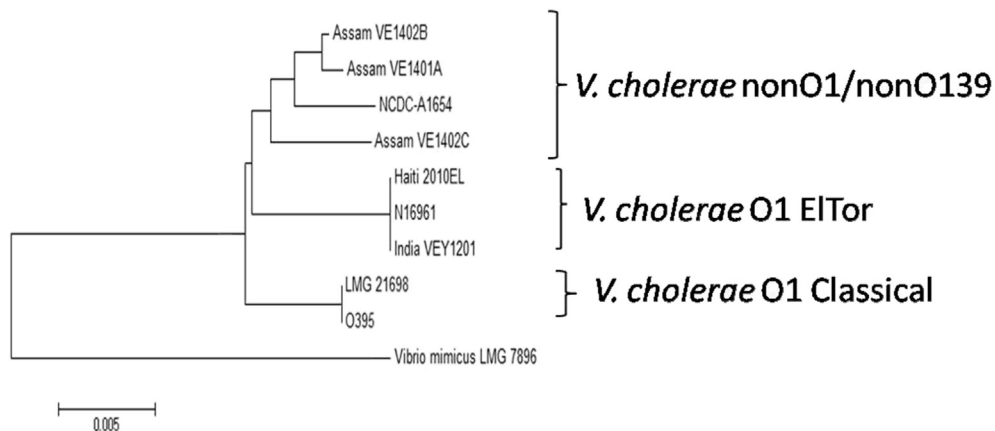 Assam VE1402B
Assam VE1401A
NCDC-A1654
Assam VE1402C
V. cholerae nonO1/nonO139
Haiti 2010EL
N16961
India VEY1201
V. cholerae O1 ElTor
LMG 21698
O395
V. cholerae O1 Classical
Vibrio mimicus LMG 7896
0.005